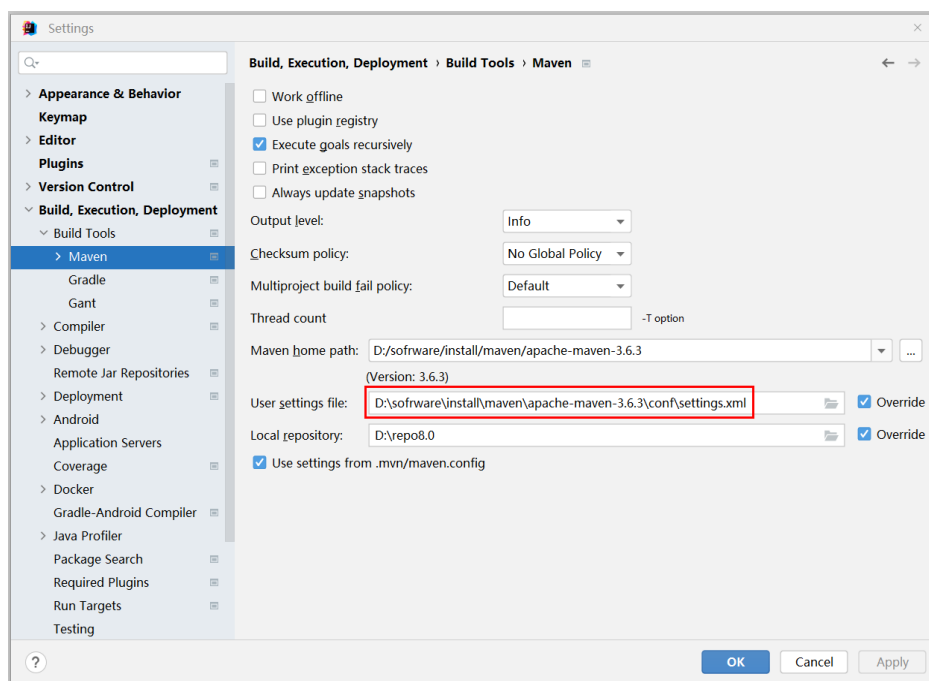 Settings
Build, Execution, Deployment › Build Tools › Maven
Appearance & Behavior
Keymap
Editor
Plugins
Version Control
Build, Execution, Deployment
Build Tools
Maven
Gradle
Gant
Compiler
Debugger
Remote Jar Repositories
Deployment
Android
Application Servers
Coverage
Docker
Gradle-Android Compiler
Java Profiler
Package Search
Required Plugins
Run Targets
Testing
Work offline
Use plugin registry
Execute goals recursively
Print exception stack traces
Always update snapshots
Output level: Info
Checksum policy: No Global Policy
Multiproject build fail policy: Default
Thread count -T option
Maven home path: D:/sofrware/install/maven/apache-maven-3.6.3 ...
(Version: 3.6.3)
User settings file: D:\sofrware\install\maven\apache-maven-3.6.3\conf\settings.xml Override
Local repository: D:\repo8.0 Override
Use settings from .mvn/maven.config
? OK Cancel Apply